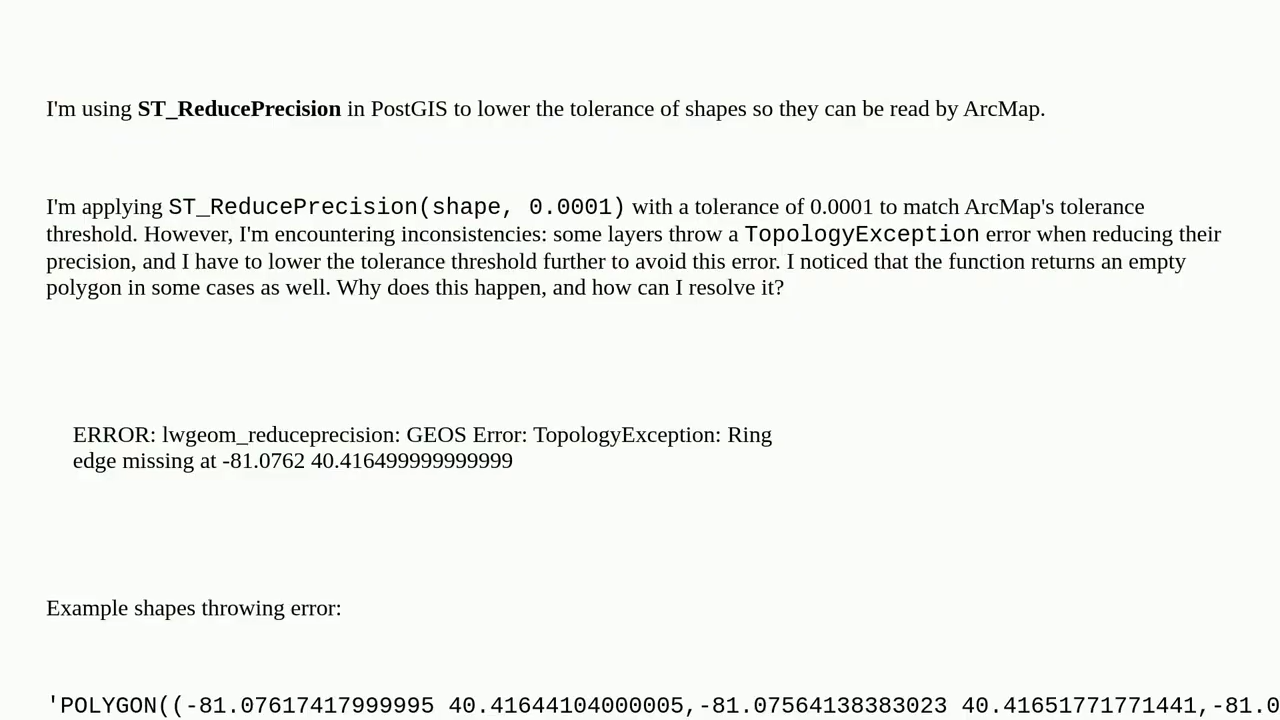 I'm using ST_ReducePrecision in PostGIS to lower the tolerance of shapes so they can be read by ArcMap.
I'm applying ST_ReducePrecision(shape, 0.0001) with a tolerance of 0.0001 to match ArcMap's tolerance
threshold. However, I'm encountering inconsistencies: some layers throw a TopologyException error when reducing their
precision, and I have to lower the tolerance threshold further to avoid this error. I noticed that the function returns an empty
polygon in some cases as well. Why does this happen, and how can I resolve it?
ERROR: lwgeom_reduceprecision: GEOS Error: TopologyException: Ring
edge missing at -81.0762 40.416499999999999
Example shapes throwing error:
'POLYGON((-81.07617417999995 40.41644104000005,-81.07564138383023 40.41651771771441,-81.0